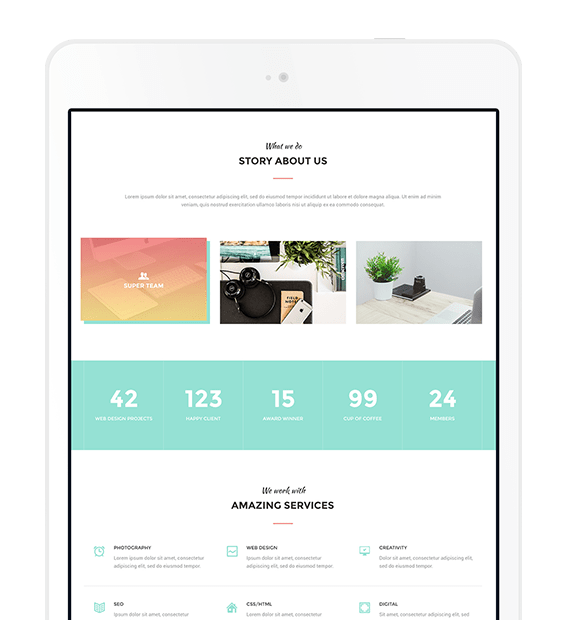 What we do
STORY ABOUT US
Lorem ipsum dolor sit amet, consectetur adipiscing elit, sed do eiusmod tempor incididunt ut labore et dolore magna aliqua. Ut enim ad minim
veniam, quis nostrud exercitation ullamco laboris nisi ut aliquip ex ea commodo consequat.
SUPER TEAM
FIELD NOTES
42
WEB DESIGN PROJECTS
123
HAPPY CLIENT
15
AWARD WINNER
99
CUP OF COFFEE
24
MEMBERS
We work with
AMAZING SERVICES
PHOTOGRAPHY
Lorem ipsum dolor sit amet, consectetur
adipiscing elit, sed do eiusmod tempor.
WEB DESIGN
Ipsum dolor sit amet, consectetur
adipiscing elit, sed do eiusmod.
CREATIVITY
Dolor sit amet, consectetur adipiscing elit,
sed do eiusmod tempor.
SEO
Ipsum dolor sit amet, consectetur
CSS/HTML
Lorem ipsum dolor sit amet, consectetur
DIGITAL
Sit amet, consectetur adipiscing elit, sed